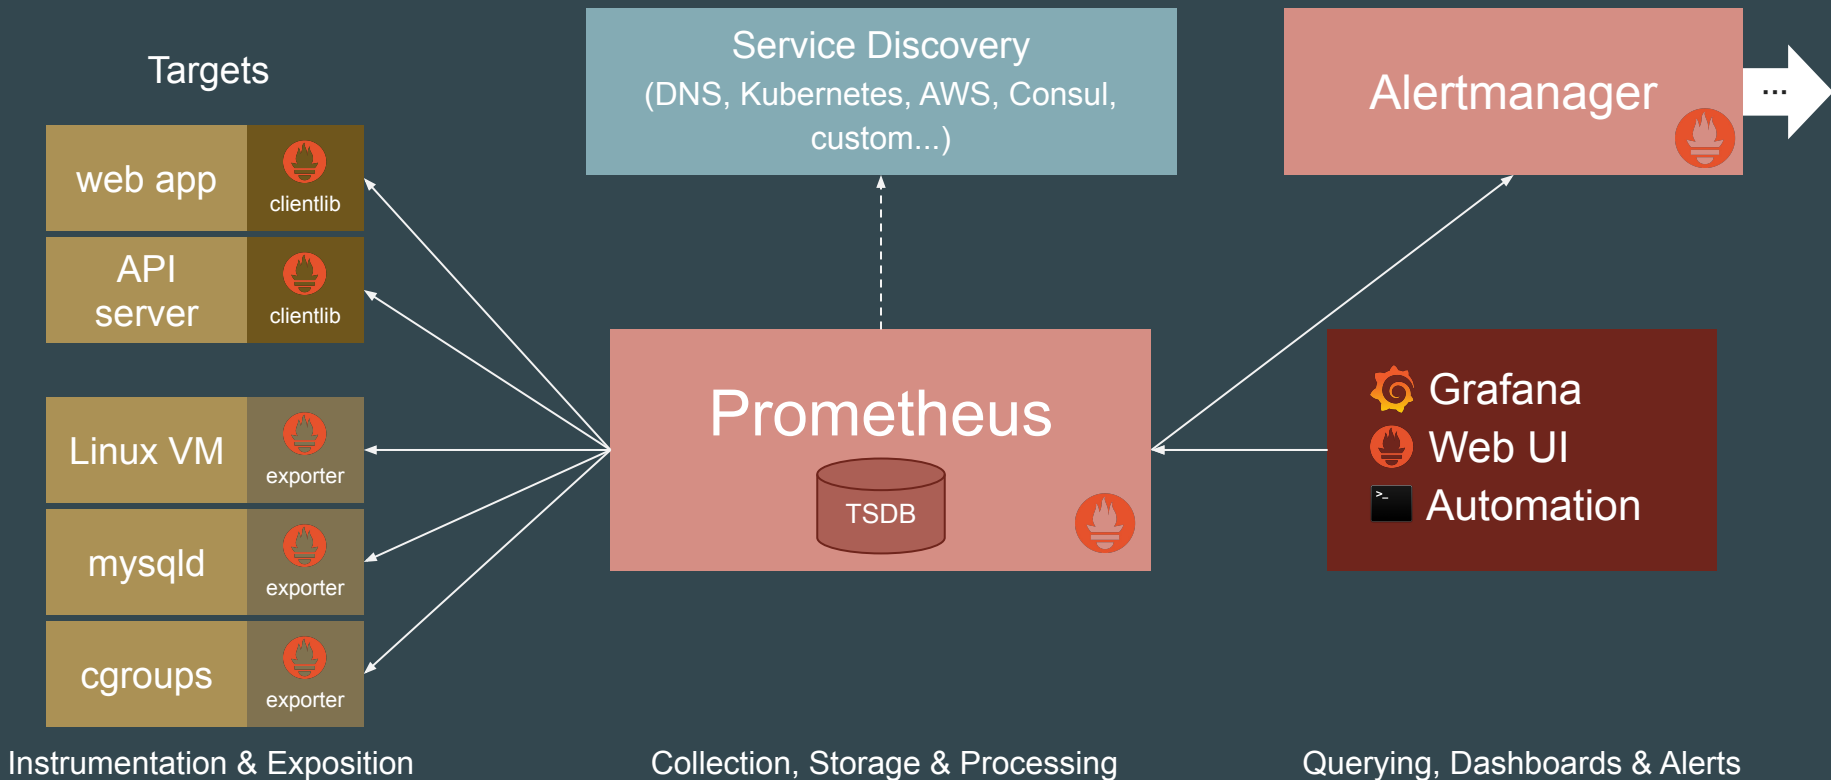 Targets
web app
clientlib
API
server
clientlib
Linux VM
exporter
mysqld
exporter
cgroups
exporter
Instrumentation & Exposition
Service Discovery
(DNS, Kubernetes, AWS, Consul,
custom...)
Prometheus
TSDB
Collection, Storage & Processing
Alertmanager
...
Grafana
Web UI
>_
Automation
Querying, Dashboards & Alerts